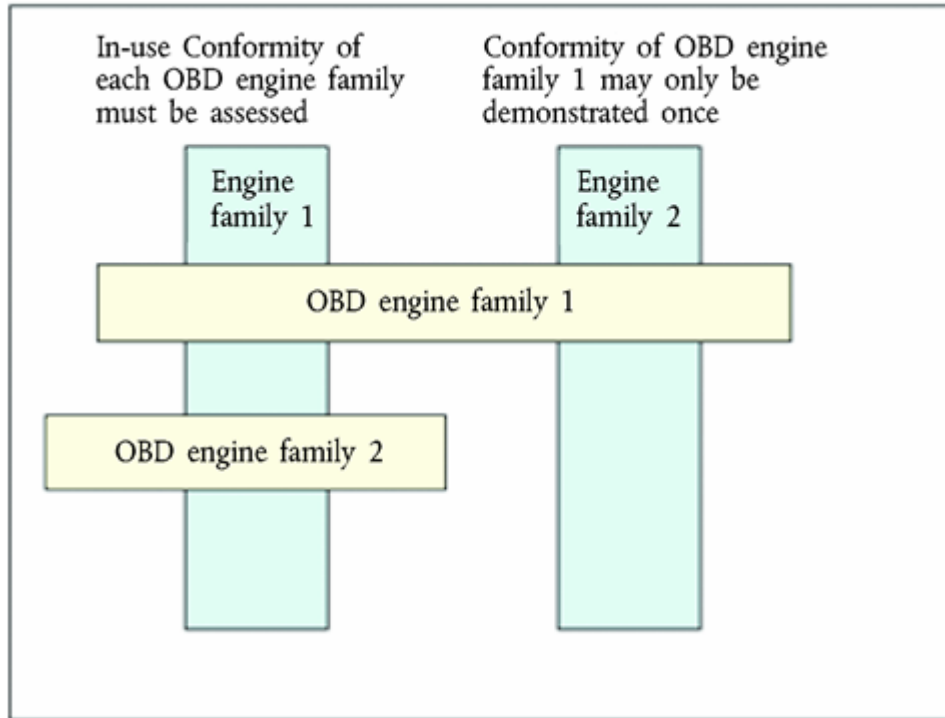 In-use Conformity of
each OBD engine family
must be assessed
Conformity of OBD engine
family 1 may only be
demonstrated once
Engine
family 1
Engine
family 2
OBD engine family 1
OBD engine family 2